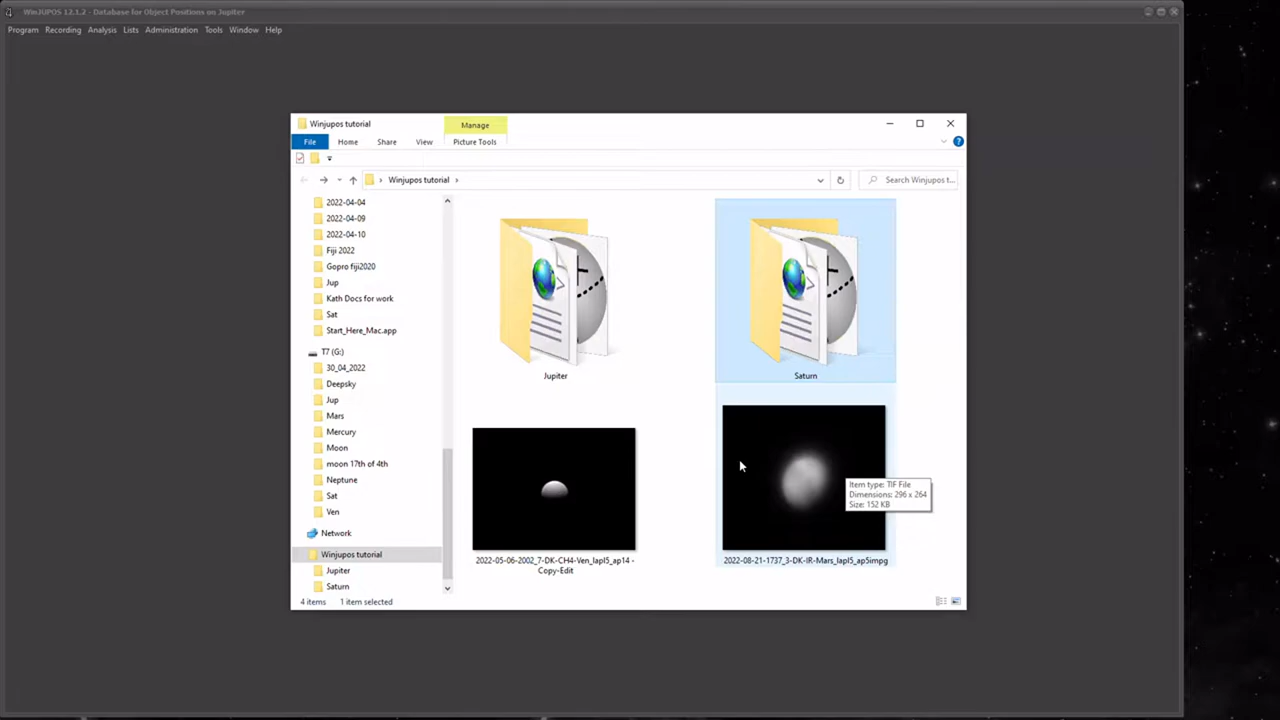 WinJUPOS 12.1.2 - Database for Object Positions on Jupiter
Program Recording Analysis Lists Administration Tools Window Help
Winjupos tutorial
Manage
File Home Share View Picture Tools
Winjupos tutorial
Search Winjupos t...
2022-04-04
2022-04-09
2022-04-10
Fiji 2022
Gopro fiji2020
Jup
Kath Docs for work
Sat
Start_Here_Mac.app
T7 (G:)
30_04_2022
Deepsky
Jup
Mars
Mercury
Moon
moon 17th of 4th
Neptune
Sat
Ven
Network
Winjupos tutorial
Jupiter
Saturn
Jupiter
Saturn
Item type: TIF File
Dimensions: 296 x 264
Size: 152 KB
2022-05-06-2002_7-DK-CH4-Ven_lapl5_ap14 -
Copy-Edit
2022-08-21-1737_3-DK-IR-Mars_lapl5_ap5impg
4 items 1 item selected